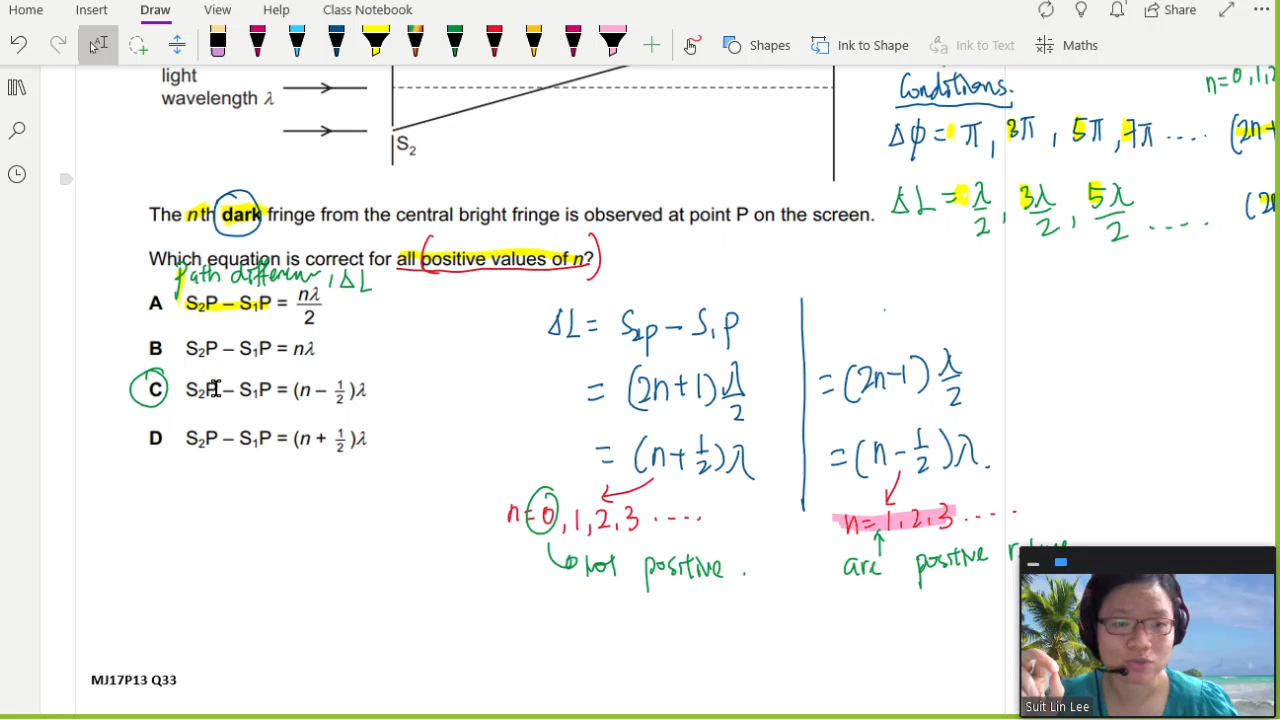 Home Insert Draw View Help Class Notebook Share
Shapes Ink to Shape Ink to Text Maths
light
wavelength λ
S₂
The nth dark fringe from the central bright fringe is observed at point P on the screen.
Which equation is correct for all positive values of n?
path differen , ΔL
A S₂P – S₁P = nλ/2
B S₂P – S₁P = nλ
C S₂P – S₁P = (n – 1/2)λ
D S₂P – S₁P = (n + 1/2)λ
Conditions.
n=0,1,2
Δφ = π, 3π, 5π, 7π .... (2n+
ΔL = λ/2, 3λ/2, 5λ/2 .... (2
ΔL = S₂P – S₁P
= (2n+1) λ/2
= (n+1/2)λ
n=0,1,2,3 ....
not positive .
= (2n-1) λ/2
= (n-1/2)λ.
n=1,2,3 ....
are positive
MJ17P13 Q33
Suit Lin Lee